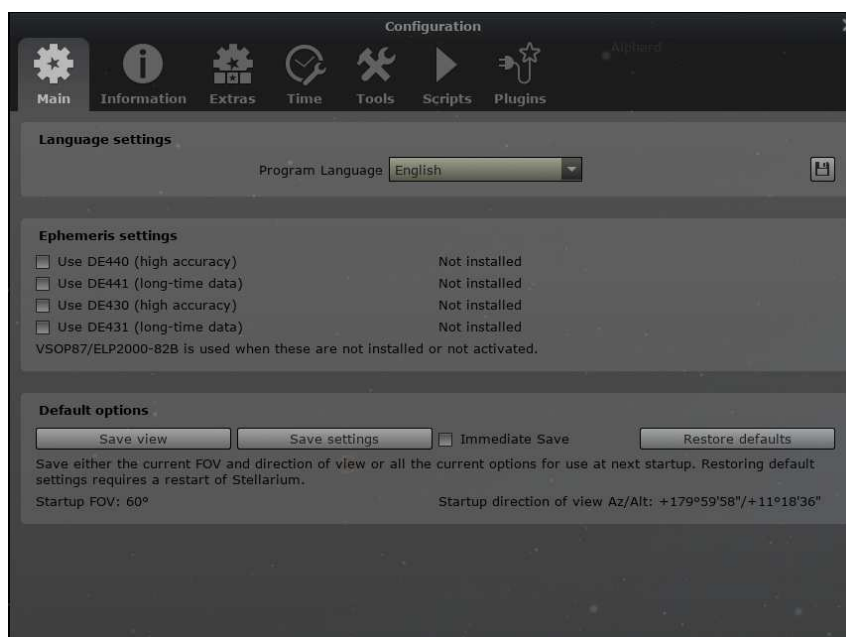 Configuration
Alphard
Main Information Extras Time Tools Scripts Plugins
Language settings
Program Language English
Ephemeris settings
Use DE440 (high accuracy) Not installed
Use DE441 (long-time data) Not installed
Use DE430 (high accuracy) Not installed
Use DE431 (long-time data) Not installed
VSOP87/ELP2000-82B is used when these are not installed or not activated.
Default options
Save view Save settings Immediate Save Restore defaults
Save either the current FOV and direction of view or all the current options for use at next startup. Restoring default
settings requires a restart of Stellarium.
Startup FOV: 60° Startup direction of view Az/Alt: +179°59'58"/+11°18'36"